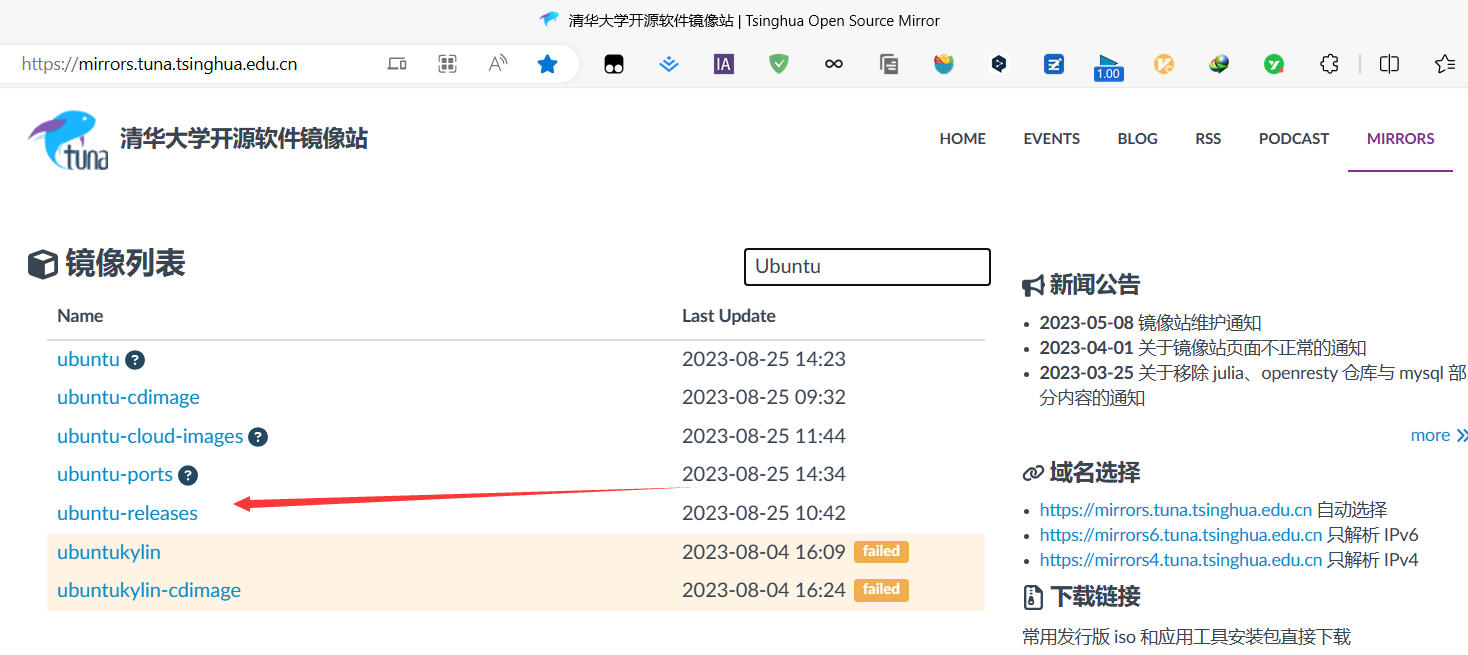 清华大学开源软件镜像站 | Tsinghua Open Source Mirror
https://mirrors.tuna.tsinghua.edu.cn
IA
1.00
tuna 清华大学开源软件镜像站
HOME EVENTS BLOG RSS PODCAST MIRRORS
镜像列表
Ubuntu
Name Last Update
ubuntu ? 2023-08-25 14:23
ubuntu-cdimage 2023-08-25 09:32
ubuntu-cloud-images ? 2023-08-25 11:44
ubuntu-ports ? 2023-08-25 14:34
ubuntu-releases 2023-08-25 10:42
ubuntukylin 2023-08-04 16:09 failed
ubuntukylin-cdimage 2023-08-04 16:24 failed
新闻公告
2023-05-08 镜像站维护通知
2023-04-01 关于镜像站页面不正常的通知
2023-03-25 关于移除 julia、openresty 仓库与 mysql 部
分内容的通知
more
域名选择
https://mirrors.tuna.tsinghua.edu.cn 自动选择
https://mirrors6.tuna.tsinghua.edu.cn 只解析 IPv6
https://mirrors4.tuna.tsinghua.edu.cn 只解析 IPv4
下载链接
常用发行版 iso 和应用工具安装包直接下载